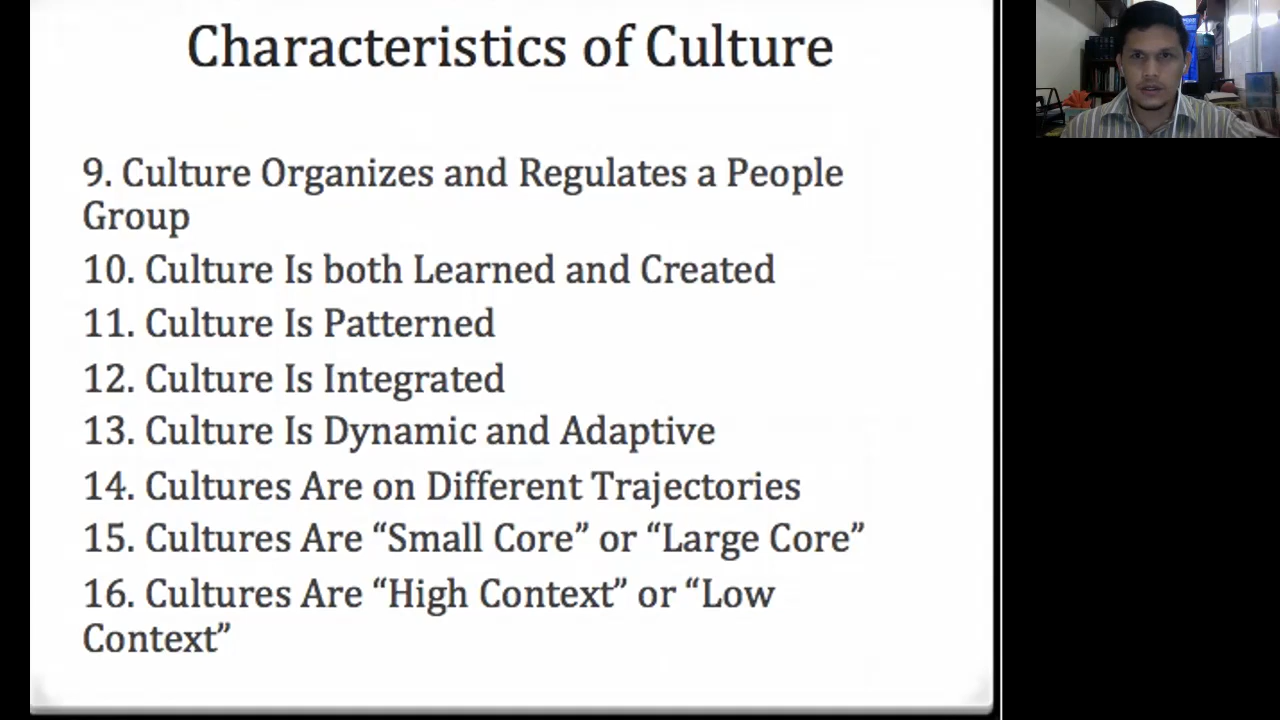 Characteristics of Culture
9. Culture Organizes and Regulates a People
Group
10. Culture Is both Learned and Created
11. Culture Is Patterned
12. Culture Is Integrated
13. Culture Is Dynamic and Adaptive
14. Cultures Are on Different Trajectories
15. Cultures Are “Small Core” or “Large Core”
16. Cultures Are “High Context” or “Low
Context”